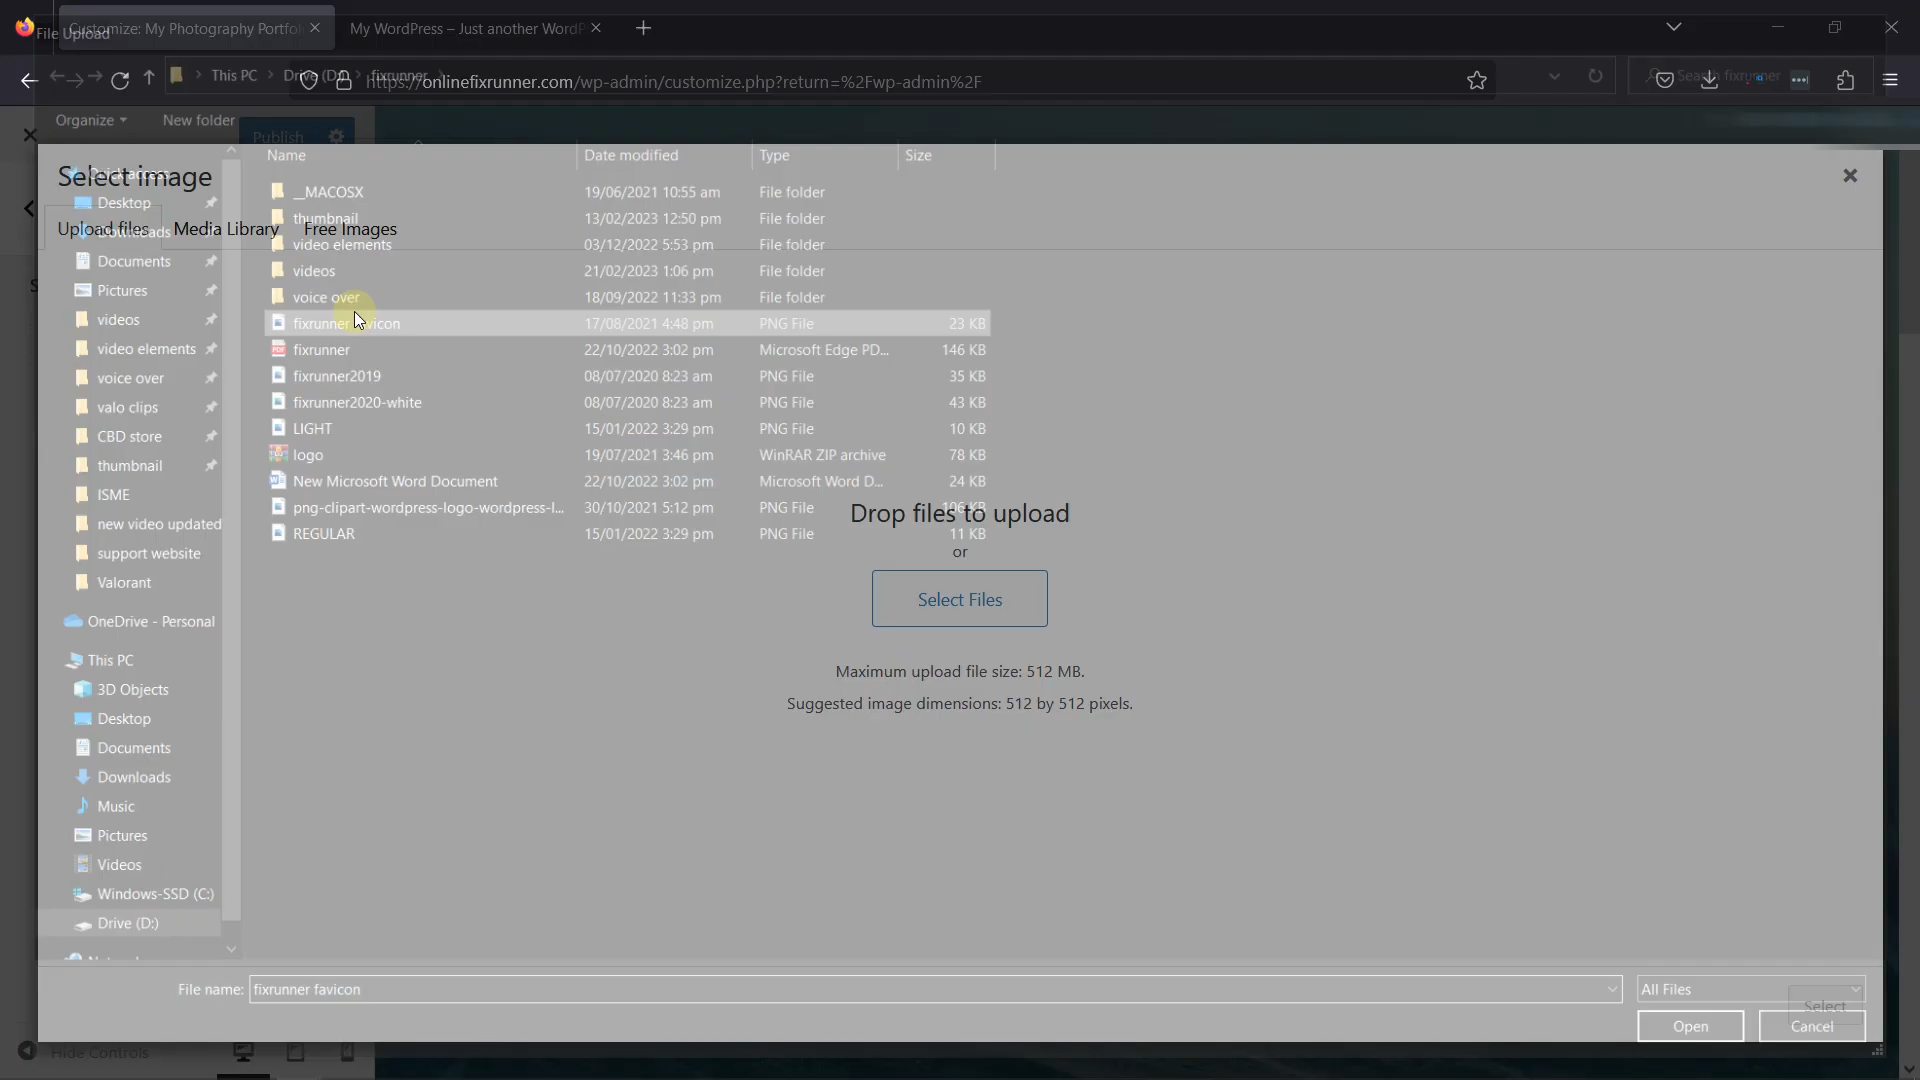 File Upload
Customize: My Photography Portfol
My WordPress – Just another WordP
This PC
Drive (D:)
fixrunner
https://onlinefixrunner.com/wp-admin/customize.php?return=%2Fwp-admin%2F
Search fixrunner
Organize
New folder
Publish
Select image
Upload files
Media Library
Free Images
Name
Date modified
Type
Size
Quick access
Desktop
Downloads
Documents
Pictures
videos
video elements
voice over
valo clips
CBD store
thumbnail
ISME
new video updated
support website
Valorant
OneDrive - Personal
This PC
3D Objects
Desktop
Documents
Downloads
Music
Pictures
Videos
Windows-SSD (C:)
Drive (D:)
__MACOSX 19/06/2021 10:55 am File folder
thumbnail 13/02/2023 12:50 pm File folder
video elements 03/12/2022 5:53 pm File folder
videos 21/02/2023 1:06 pm File folder
voice over 18/09/2022 11:33 pm File folder
fixrunner favicon 17/08/2021 4:48 pm PNG File 23 KB
fixrunner 22/10/2022 3:02 pm Microsoft Edge PD... 146 KB
fixrunner2019 08/07/2020 8:23 am PNG File 35 KB
fixrunner2020-white 08/07/2020 8:23 am PNG File 43 KB
LIGHT 15/01/2022 3:29 pm PNG File 10 KB
logo 19/07/2021 3:46 pm WinRAR ZIP archive 78 KB
New Microsoft Word Document 22/10/2022 3:02 pm Microsoft Word D... 24 KB
png-clipart-wordpress-logo-wordpress-l... 30/10/2021 5:12 pm PNG File 106 KB
REGULAR 15/01/2022 3:29 pm PNG File 11 KB
Drop files to upload
or
Select Files
Maximum upload file size: 512 MB.
Suggested image dimensions: 512 by 512 pixels.
File name: fixrunner favicon
All Files
Select
Open
Cancel
Hide Controls